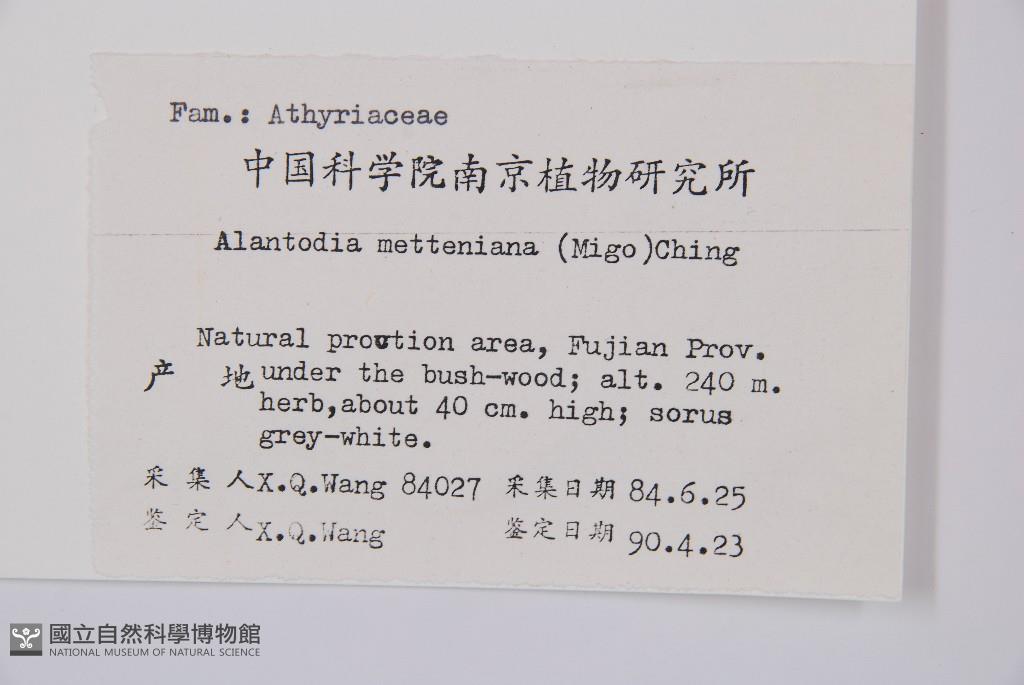 Fam.: Athyriaceae
中国科学院南京植物研究所
Alantodia metteniana (Migo)Ching
Natural provtion area, Fujian Prov.
产 地 under the bush-wood; alt. 240 m.
herb,about 40 cm. high; sorus
grey-white.
采 集 人 X.Q.Wang 84027 采集日期 84.6.25
鉴 定 人 X.Q.Wang 鉴定日期 90.4.23
國立自然科學博物館
NATIONAL MUSEUM OF NATURAL SCIENCE